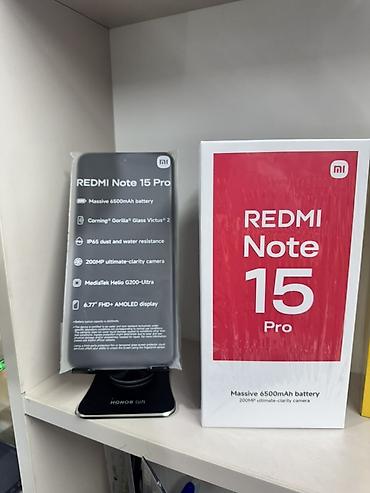 REDMI Note 15 Pro
Massive 6500mAh battery
Corning® Gorilla® Glass Victus® 2
IP65 dust and water resistance
200MP ultimate-clarity camera
MediaTek Helio G200-Ultra
6.77" FHD+ AMOLED display
HONOR
mi
REDMI
Note
15
Pro
Massive 6500mAh battery
200MP ultimate-clarity camera